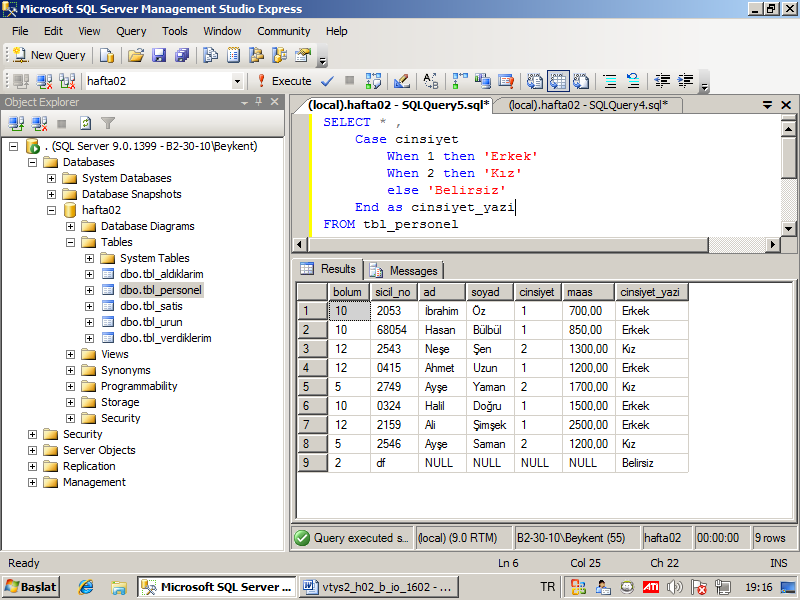 Microsoft SQL Server Management Studio Express
File Edit View Query Tools Window Community Help
New Query
hafta02 Execute
Object Explorer
. (SQL Server 9.0.1399 - B2-30-10\Beykent)
Databases
System Databases
Database Snapshots
hafta02
Database Diagrams
Tables
System Tables
dbo.tbl_aldiklarim
dbo.tbl_personel
dbo.tbl_satis
dbo.tbl_urun
dbo.tbl_verdiklerim
Views
Synonyms
Programmability
Storage
Security
Security
Server Objects
Replication
Management
(local).hafta02 - SQLQuery5.sql* (local).hafta02 - SQLQuery4.sql*
SELECT * ,
Case cinsiyet
When 1 then 'Erkek'
When 2 then 'Kız'
else 'Belirsiz'
End as cinsiyet_yazi
FROM tbl_personel
Results Messages
bolum sicil_no ad soyad cinsiyet maas cinsiyet_yazi
1 10 2053 İbrahim Öz 1 700,00 Erkek
2 10 68054 Hasan Bülbül 1 850,00 Erkek
3 12 2543 Neşe Şen 2 1300,00 Kız
4 12 0415 Ahmet Uzun 1 1200,00 Erkek
5 5 2749 Ayşe Yaman 2 1700,00 Kız
6 10 0324 Halil Doğru 1 1500,00 Erkek
7 12 2159 Ali Şimşek 1 2500,00 Erkek
8 5 2546 Ayşe Saman 2 1200,00 Kız
9 2 df NULL NULL NULL NULL Belirsiz
Query executed s... (local) (9.0 RTM) B2-30-10\Beykent (55) hafta02 00:00:00 9 rows
Ready Ln 6 Col 25 Ch 22 INS
Başlat Microsoft SQL Server ... vtys2_h02_b_io_1602 - ... TR ATI 19:16